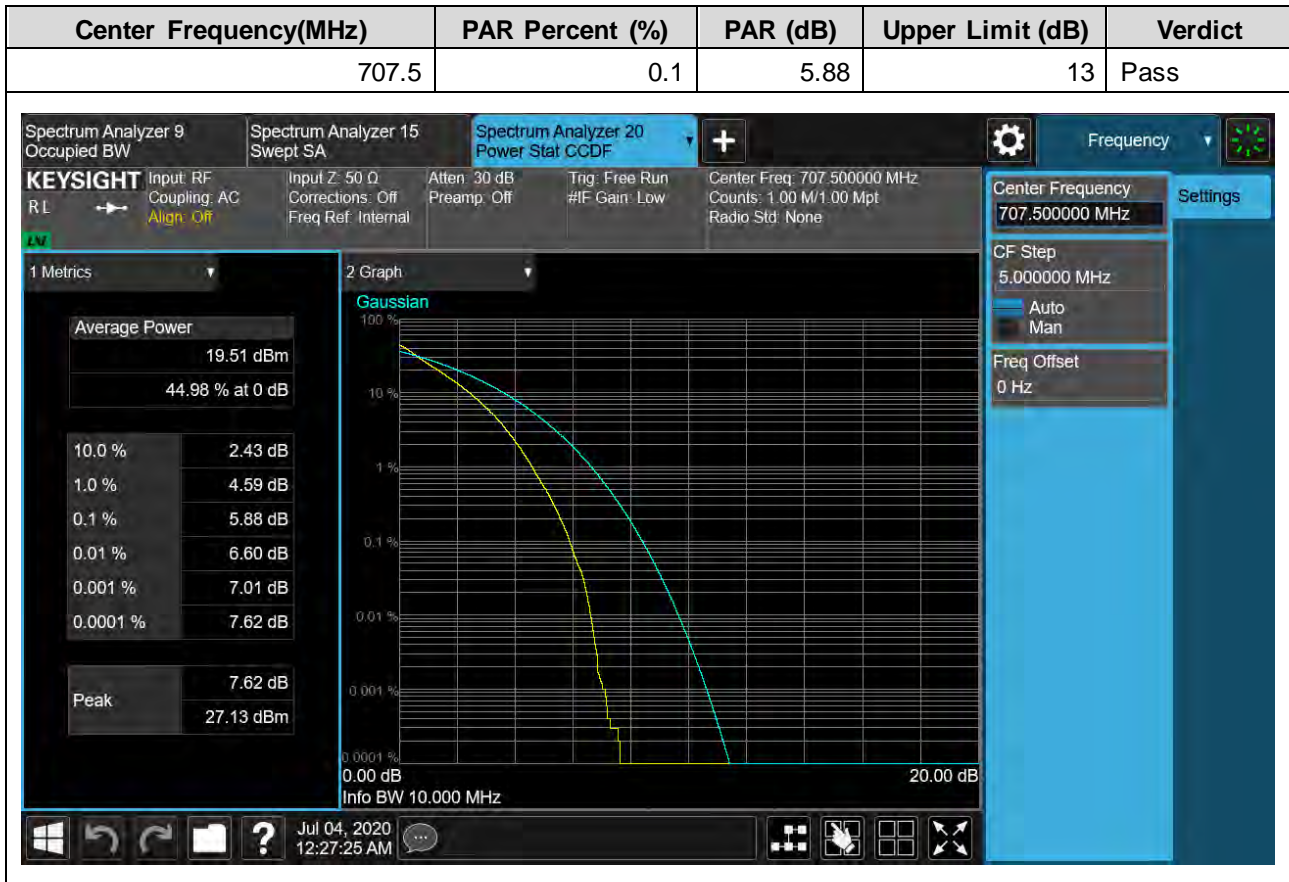 Center Frequency(MHz) PAR Percent (%) PAR (dB) Upper Limit (dB) Verdict
707.5 0.1 5.88 13 Pass
Spectrum Analyzer 9
Occupied BW
Spectrum Analyzer 15
Swept SA
Spectrum Analyzer 20
Power Stat CCDF
Frequency
KEYSIGHT
RL
LNI
Input: RF
Coupling: AC
Align: Off
Input Z: 50 Ω
Corrections: Off
Freq Ref: Internal
Atten: 30 dB
Preamp: Off
Trig: Free Run
#IF Gain: Low
Center Freq: 707.500000 MHz
Counts: 1.00 M/1.00 Mpt
Radio Std: None
Center Frequency
707.500000 MHz
Settings
CF Step
5.000000 MHz
Auto
Man
Freq Offset
0 Hz
1 Metrics
Average Power
19.51 dBm
44.98 % at 0 dB
10.0 % 2.43 dB
1.0 % 4.59 dB
0.1 % 5.88 dB
0.01 % 6.60 dB
0.001 % 7.01 dB
0.0001 % 7.62 dB
Peak
7.62 dB
27.13 dBm
2 Graph
Gaussian
100 %
10 %
1 %
0.1 %
0.01 %
0.001 %
0.0001 %
0.00 dB 20.00 dB
Info BW 10.000 MHz
?
Jul 04, 2020
12:27:25 AM